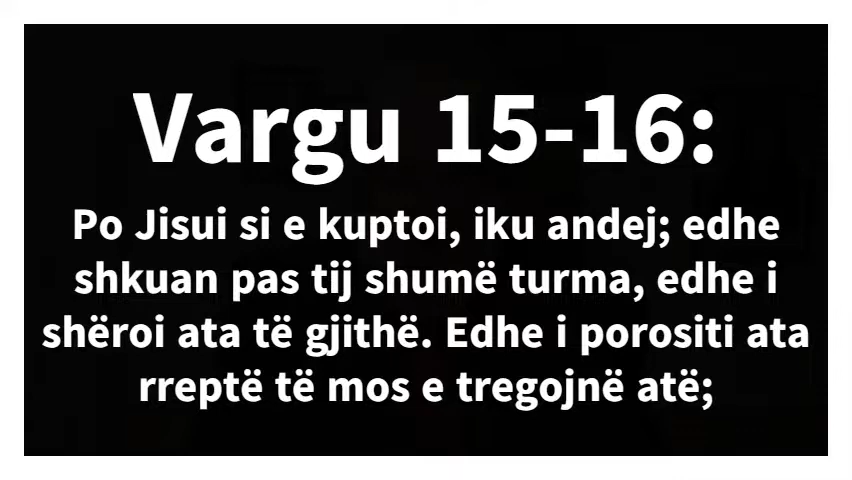 Vargu 15-16:
Po Jisui si e kuptoi, iku andej; edhe
shkuan pas tij shumë turma, edhe i
shëroi ata të gjithë. Edhe i porositi ata
rreptë të mos e tregojnë atë;